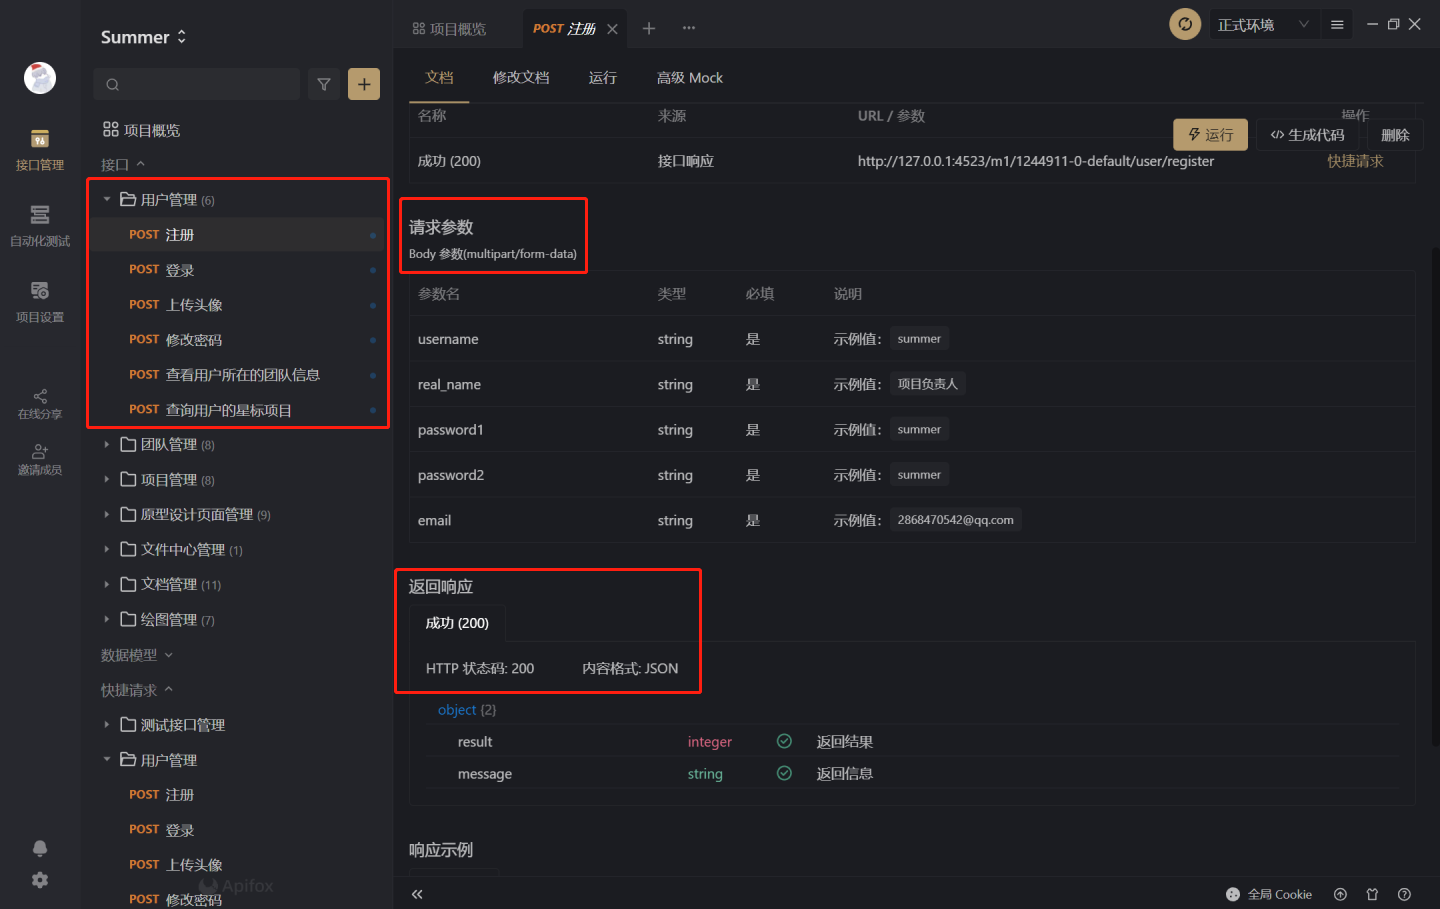 Summer
项目概览
POST 注册
正式环境
文档
修改文档
运行
高级 Mock
接口管理
自动化测试
项目设置
在线分享
邀请成员
项目概览
接口
用户管理 (6)
POST 注册
POST 登录
POST 上传头像
POST 修改密码
POST 查看用户所在的团队信息
POST 查询用户的星标项目
团队管理 (8)
项目管理 (8)
原型设计页面管理 (9)
文件中心管理 (1)
文档管理 (11)
绘图管理 (7)
数据模型
快捷请求
测试接口管理
用户管理
POST 注册
POST 登录
POST 上传头像
POST 修改密码
Apifox
名称 来源 URL / 参数 操作
运行 生成代码 删除
成功 (200) 接口响应 http://127.0.0.1:4523/m1/1244911-0-default/user/register 快捷请求
请求参数
Body 参数(multipart/form-data)
参数名 类型 必填 说明
username string 是 示例值: summer
real_name string 是 示例值: 项目负责人
password1 string 是 示例值: summer
password2 string 是 示例值: summer
email string 是 示例值: 2868470542@qq.com
返回响应
成功 (200)
HTTP 状态码: 200 内容格式: JSON
object {2}
result integer 返回结果
message string 返回信息
响应示例
全局 Cookie